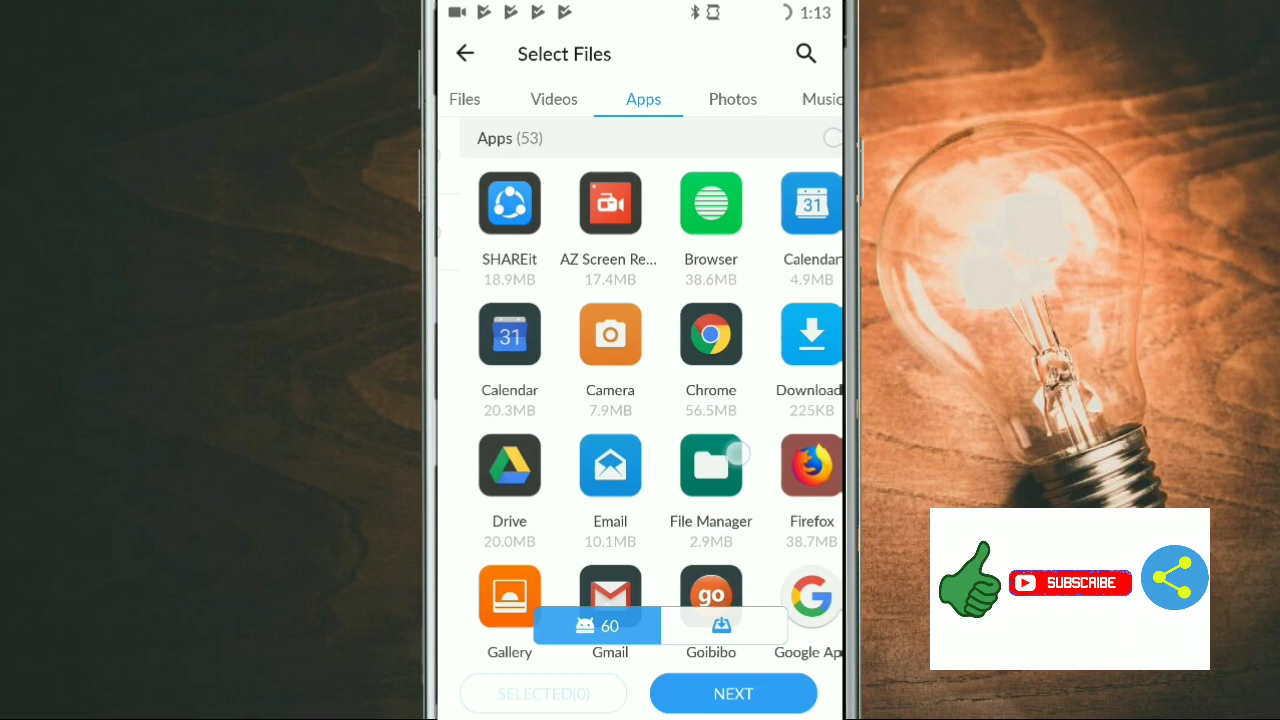 1:13
Select Files
Files Videos Apps Photos Music
Apps (53)
31
SHAREit AZ Screen Re... Browser Calendar
18.9MB 17.4MB 38.6MB 4.9MB
31
Calendar Camera Chrome Download
20.3MB 7.9MB 56.5MB 225KB
Drive Email File Manager Firefox
20.0MB 10.1MB 2.9MB 38.7MB
go
60
Gallery Gmail Goibibo Google Ap
SELECTED(0) NEXT
SUBSCRIBE